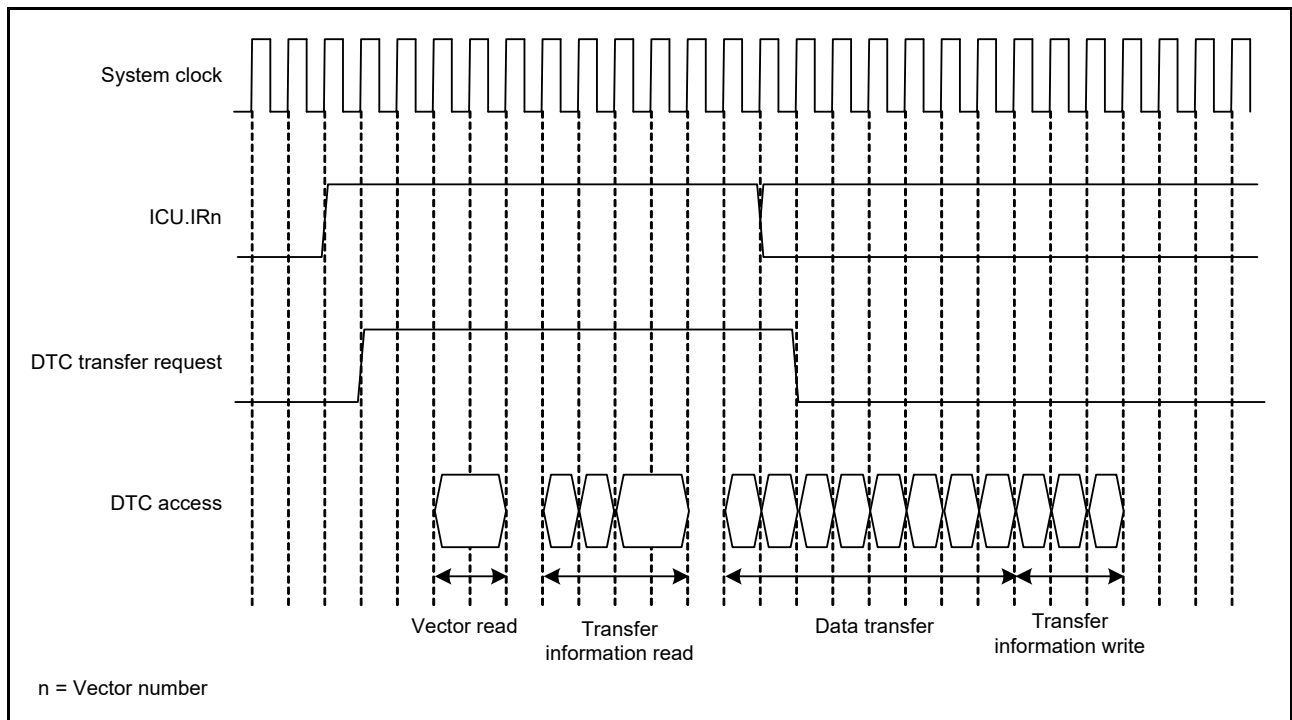 System clock
ICU.IRn
DTC transfer request
DTC access
Vector read
Transfer
information read
Data transfer
Transfer
information write
n = Vector number